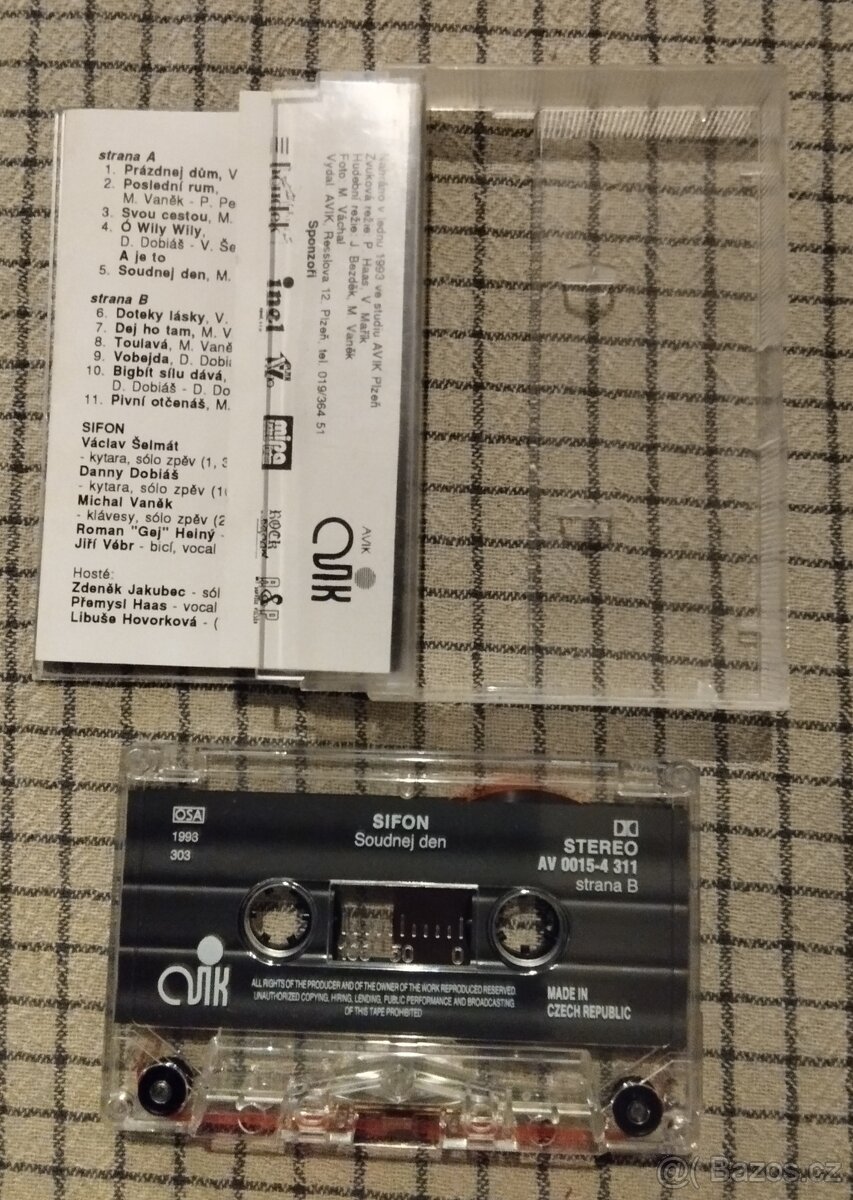 strana A
1. Prázdnej dům, V
2. Poslední rum,
M. Vaněk - P. Pe
3. Svou cestou, M.
4. Ó Wily Wily,
D. Dobiáš - V. Še
A je to
5. Soudnej den, M.
strana B
6. Doteky lásky, V.
7. Dej ho tam, M. V
8. Toulavá, M. Vaně
9. Vobejda, D. Dobi
10. Bigbít sílu dává,
D. Dobiáš - D. Do
11. Pivní otčenáš, M.
SIFON
Václav Šelmát
- kytara, sólo zpěv (1, 3
Danny Dobiáš
- kytara, sólo zpěv (1
Michal Vaněk
- klávesy, sólo zpěv (2
Roman "Gej" Hejný -
Jiří Vébr - bicí, vocal
Hosté:
Zdeněk Jakubec - sól
Přemysl Haas - vocal
Libuše Hovorková - (
Nahráno v lednu 1993 ve studiu AVIK Plzeň
Zvuková režie: P. Haas, V. Mařík
Hudební režie: J. Bezděk, M. Vaněk
Foto M. Váchal
Vydal AVIK, Resslova 12, Plzeň, tel. 019/364 51
Sponzoři
inel
mipa
ROCK
R&P
AVIK
AVIK
OSA
1993
303
SIFON
Soudnej den
STEREO
AV 0015-4 311
strana B
100 50 0
AVIK
ALL RIGHTS OF THE PRODUCER AND OF THE OWNER OF THE WORK REPRODUCED RESERVED.
UNAUTHORIZED COPYING, HIRING, LENDING, PUBLIC PERFORMANCE AND BROADCASTING
OF THIS TAPE PROHIBITED
MADE IN
CZECH REPUBLIC
Bazos.cz